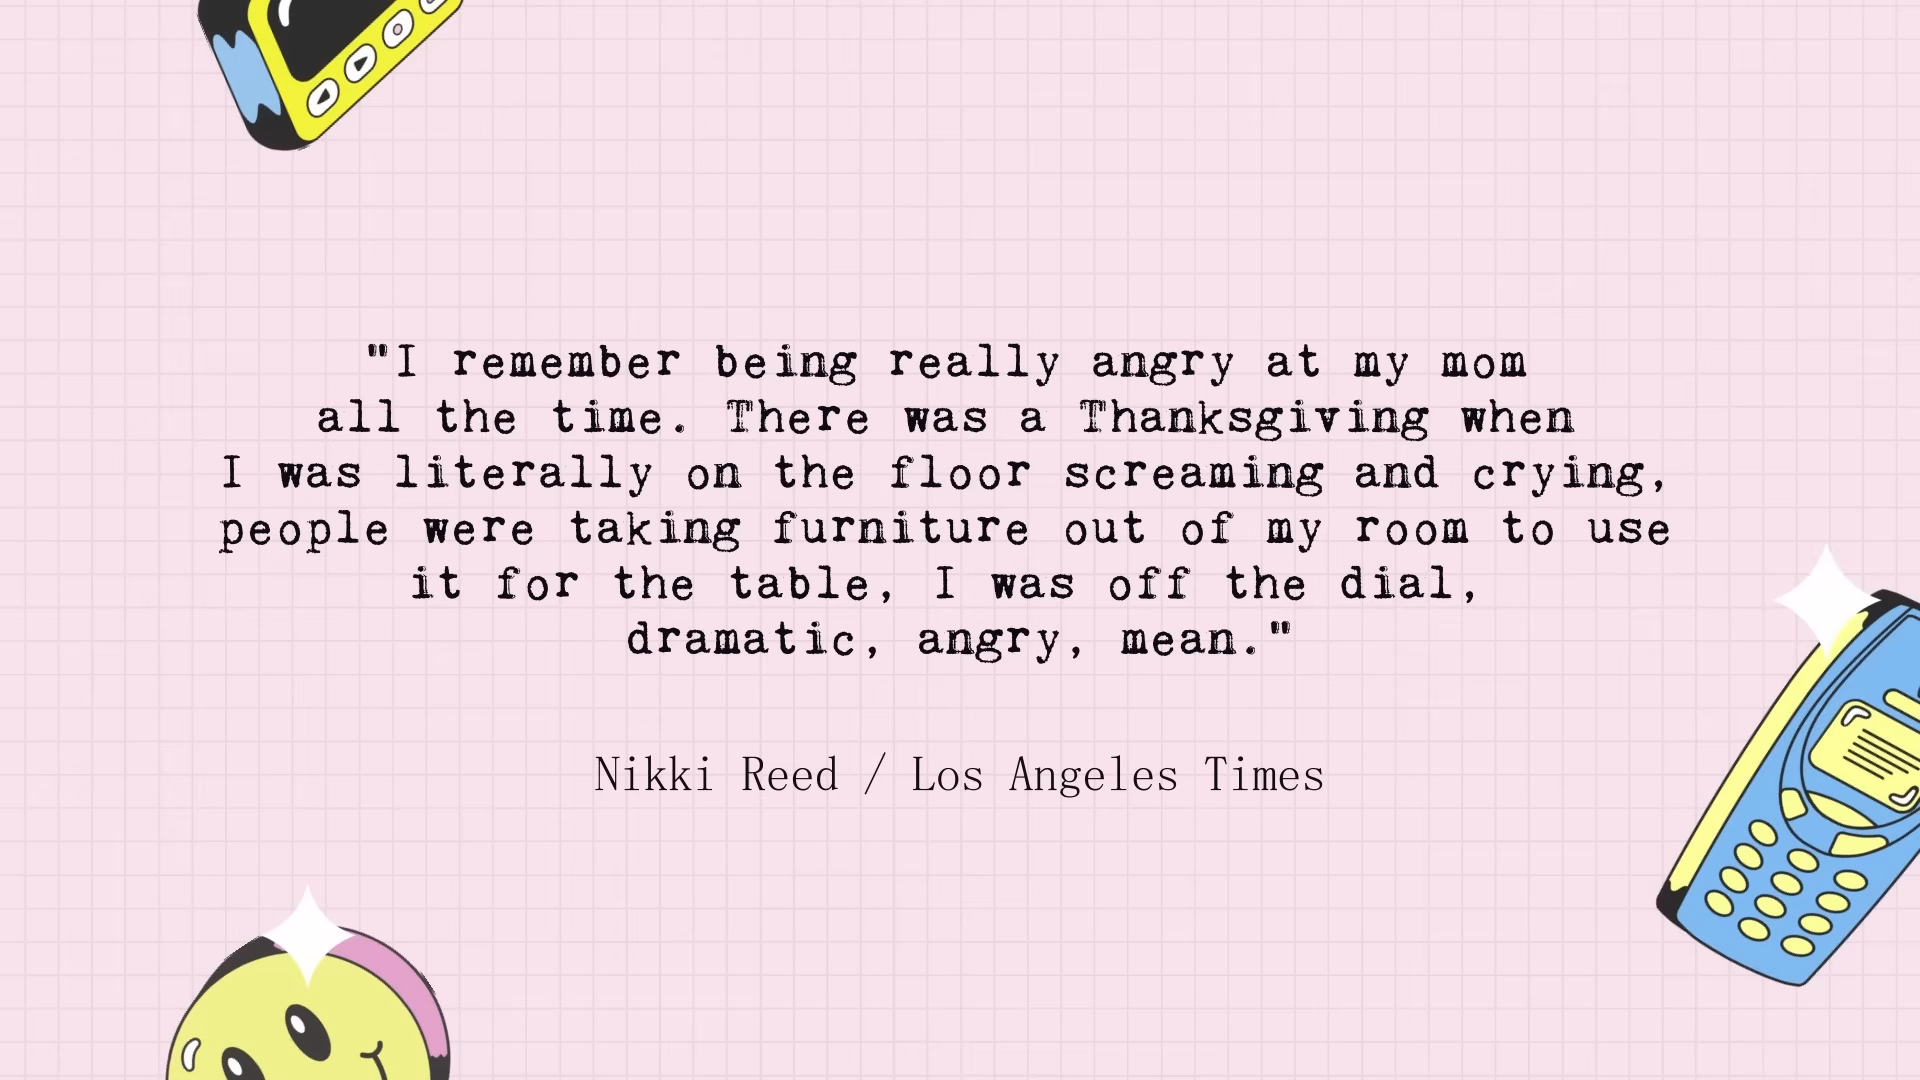 "I remember being really angry at my mom
all the time. There was a Thanksgiving when
I was literally on the floor screaming and crying,
people were taking furniture out of my room to use
it for the table, I was off the dial,
dramatic, angry, mean."
Nikki Reed / Los Angeles Times